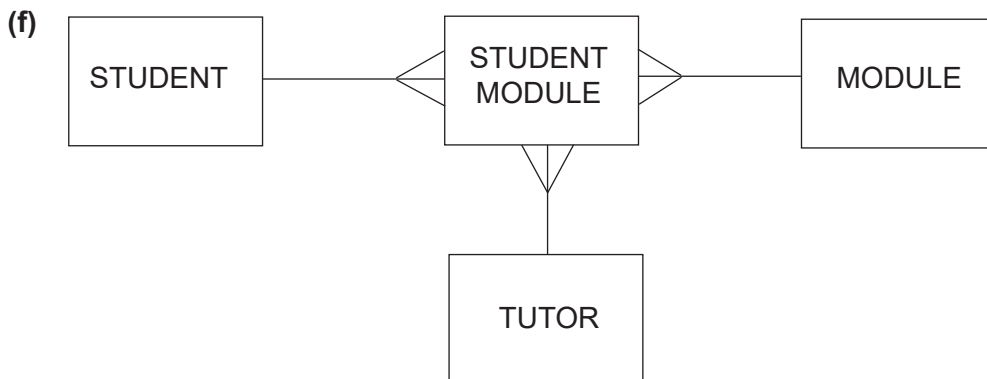 (f)
STUDENT
STUDENT
MODULE
MODULE
TUTOR